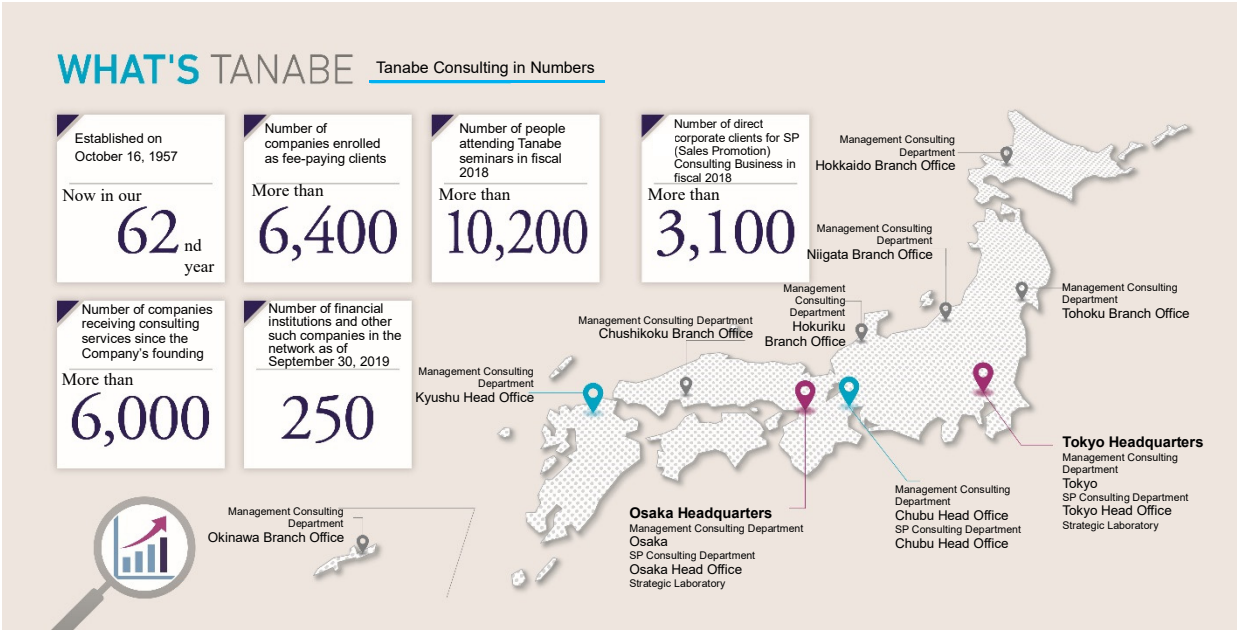 WHAT'S TANABE
Tanabe Consulting in Numbers
Established on
October 16, 1957
Now in our
62 nd
year
Number of
companies enrolled
as fee-paying clients
More than
6,400
Number of people
attending Tanabe
seminars in fiscal
2018
More than
10,200
Number of direct
corporate clients for SP
(Sales Promotion)
Consulting Business in
fiscal 2018
More than
3,100
Number of companies
receiving consulting
services since the
Company's founding
More than
6,000
Number of financial
institutions and other
such companies in the
network as of
September 30, 2019
250
Management Consulting
Department
Hokkaido Branch Office
Management Consulting
Department
Niigata Branch Office
Management Consulting
Department
Tohoku Branch Office
Management
Consulting
Department
Hokuriku
Branch Office
Management Consulting Department
Chushikoku Branch Office
Management Consulting
Department
Kyushu Head Office
Tokyo Headquarters
Management Consulting
Department
Tokyo
SP Consulting Department
Tokyo Head Office
Strategic Laboratory
Management Consulting
Department
Chubu Head Office
SP Consulting Department
Chubu Head Office
Osaka Headquarters
Management Consulting Department
Osaka
SP Consulting Department
Osaka Head Office
Strategic Laboratory
Management Consulting
Department
Okinawa Branch Office